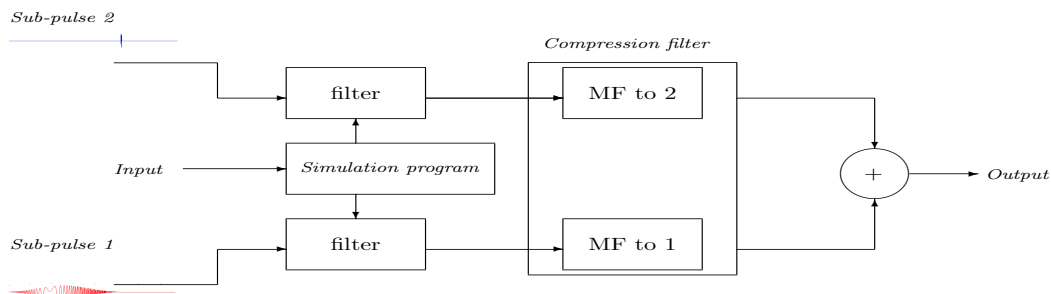 Sub-pulse 2
Compression filter
filter
MF to 2
Input
Simulation program
+
Output
Sub-pulse 1
filter
MF to 1